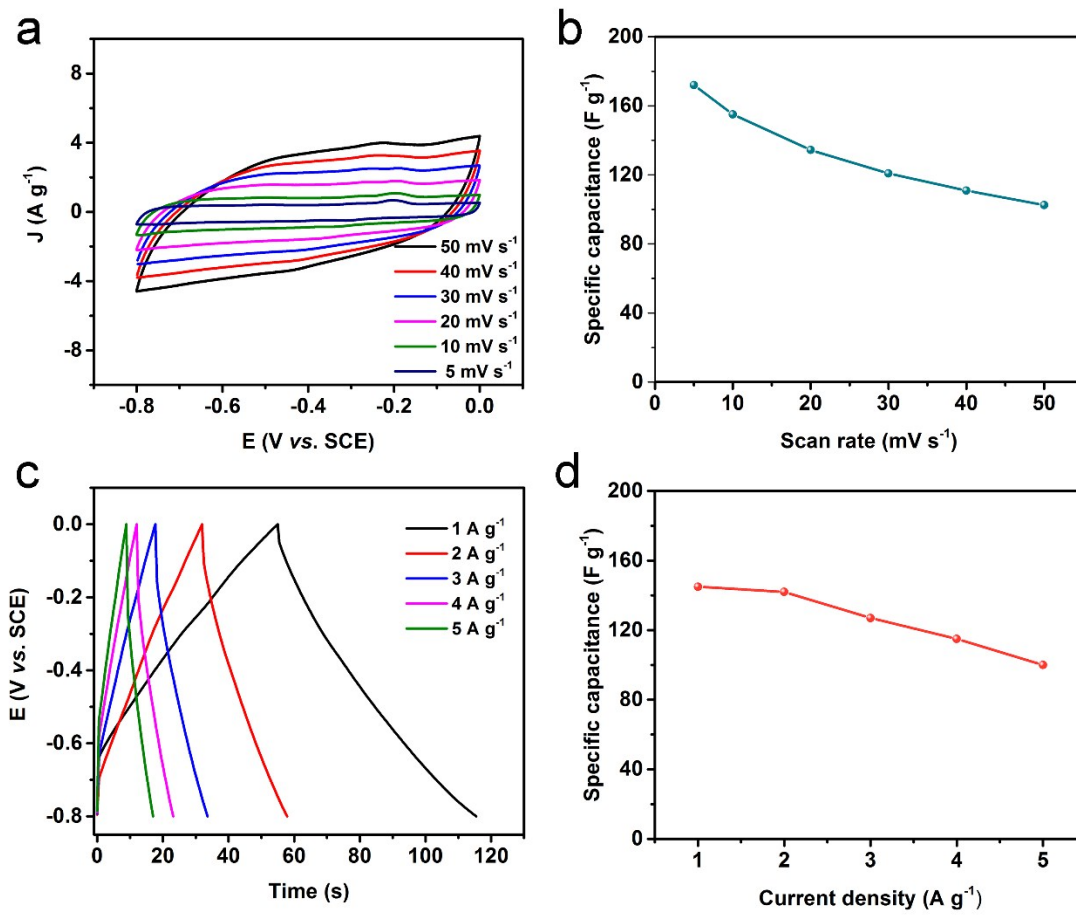 a
8
4
0
-4
-8
J (A g⁻¹)
50 mV s⁻¹
40 mV s⁻¹
30 mV s⁻¹
20 mV s⁻¹
10 mV s⁻¹
5 mV s⁻¹
-0.8 -0.6 -0.4 -0.2 0.0
E (V vs. SCE)
b
200
160
120
80
40
0
Specific capacitance (F g⁻¹)
0 10 20 30 40 50
Scan rate (mV s⁻¹)
c
0.0
-0.2
-0.4
-0.6
-0.8
E (V vs. SCE)
1 A g⁻¹
2 A g⁻¹
3 A g⁻¹
4 A g⁻¹
5 A g⁻¹
0 20 40 60 80 100 120
Time (s)
d
200
160
120
80
40
0
Specific capacitance (F g⁻¹)
1 2 3 4 5
Current density (A g⁻¹)